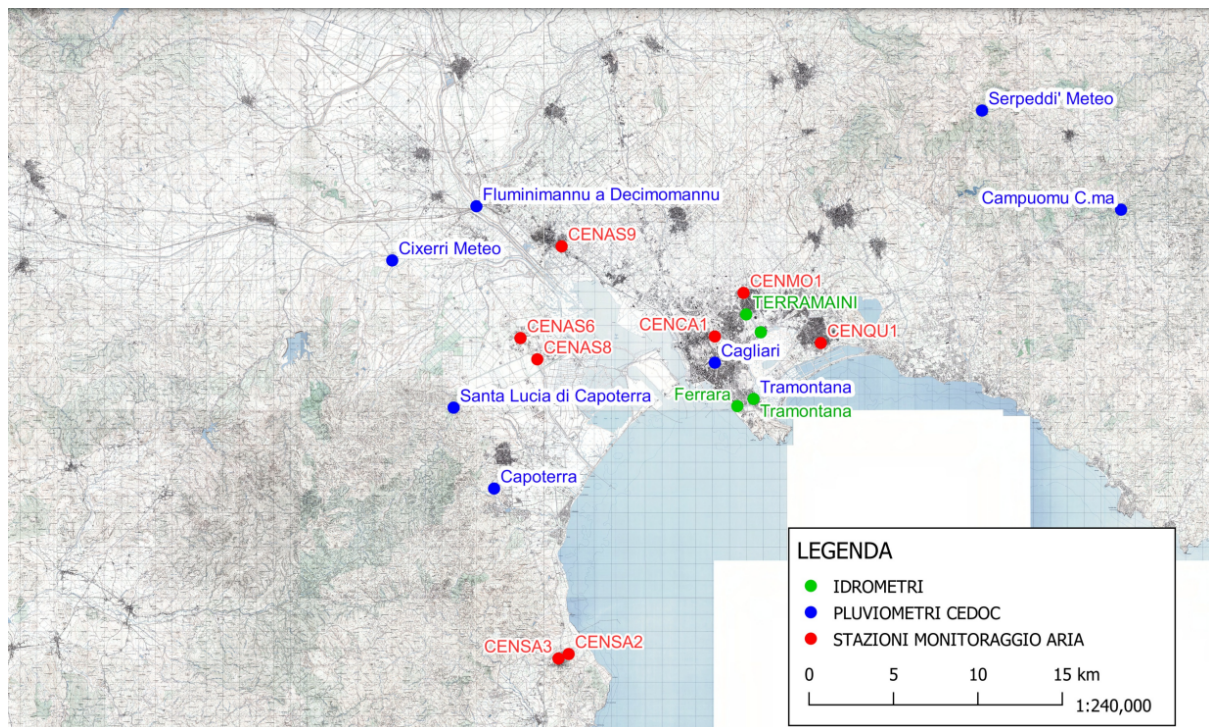 Serpeddi' Meteo
Fluminimannu a Decimomannu
Campuomu C.ma
CENAS9
Cixerri Meteo
CENMO1
TERRAMAINI
CENAS6
CENCA1
CENQU1
CENAS8
Cagliari
Santa Lucia di Capoterra
Ferrara
Tramontana
Tramontana
Capoterra
CENSA3
CENSA2
LEGENDA
IDROMETRI
PLUVIOMETRI CEDOC
STAZIONI MONITORAGGIO ARIA
0 5 10 15 km
1:240,000